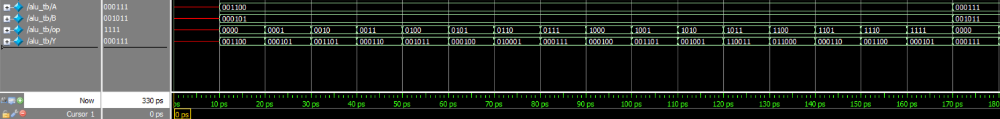 /alu_tb/A 000111 001100 000111
/alu_tb/B 001011 000101 001011
/alu_tb/op 1111 0000 0001 0010 0011 0100 0101 0110 0111 1000 1001 1010 1011 1100 1101 1110 1111 0000
/alu_tb/Y 000111 001100 000101 001101 000110 001011 000100 010001 000111 000100 001101 001001 110011 011000 000110 001100 000101 000111
Now 330 ps ps 10 ps 20 ps 30 ps 40 ps 50 ps 60 ps 70 ps 80 ps 90 ps 100 ps 110 ps 120 ps 130 ps 140 ps 150 ps 160 ps 170 ps 180
Cursor 1 0 ps 0 ps